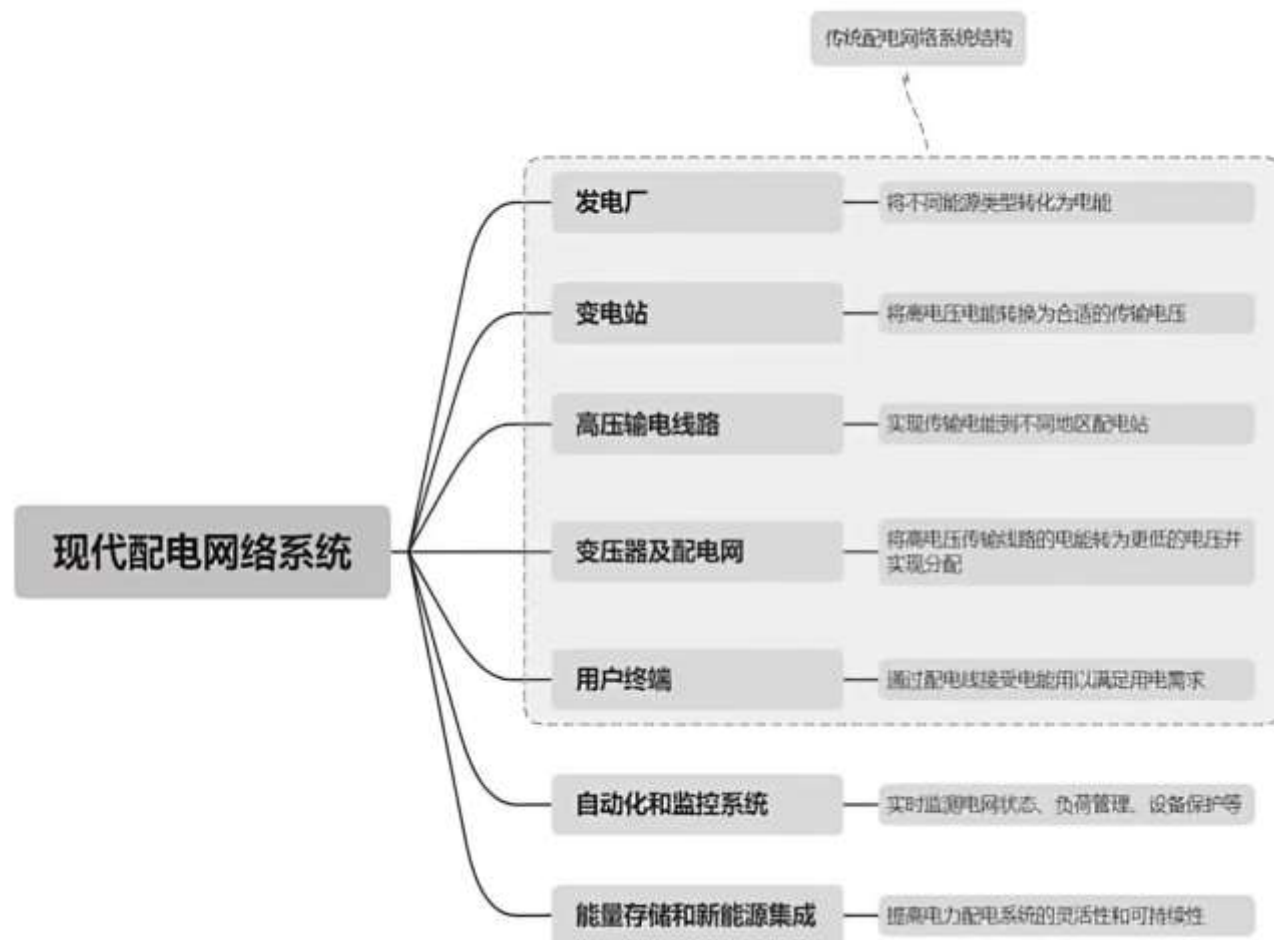 传统配电网络系统结构
发电厂
将不同能源类型转化为电能
变电站
将高电压电能转换为合适的传输电压
高压输电线路
实现传输电能到不同地区配电站
现代配电网络系统
变压器及配电网
将高电压传输线路的电能转为更低的电压并
实现分配
用户终端
通过配电线接受电能用以满足用电需求
自动化和监控系统
实时监测电网状态、负荷管理、设备保护等
能量存储和新能源集成
提高电力配电系统的灵活性和可持续性